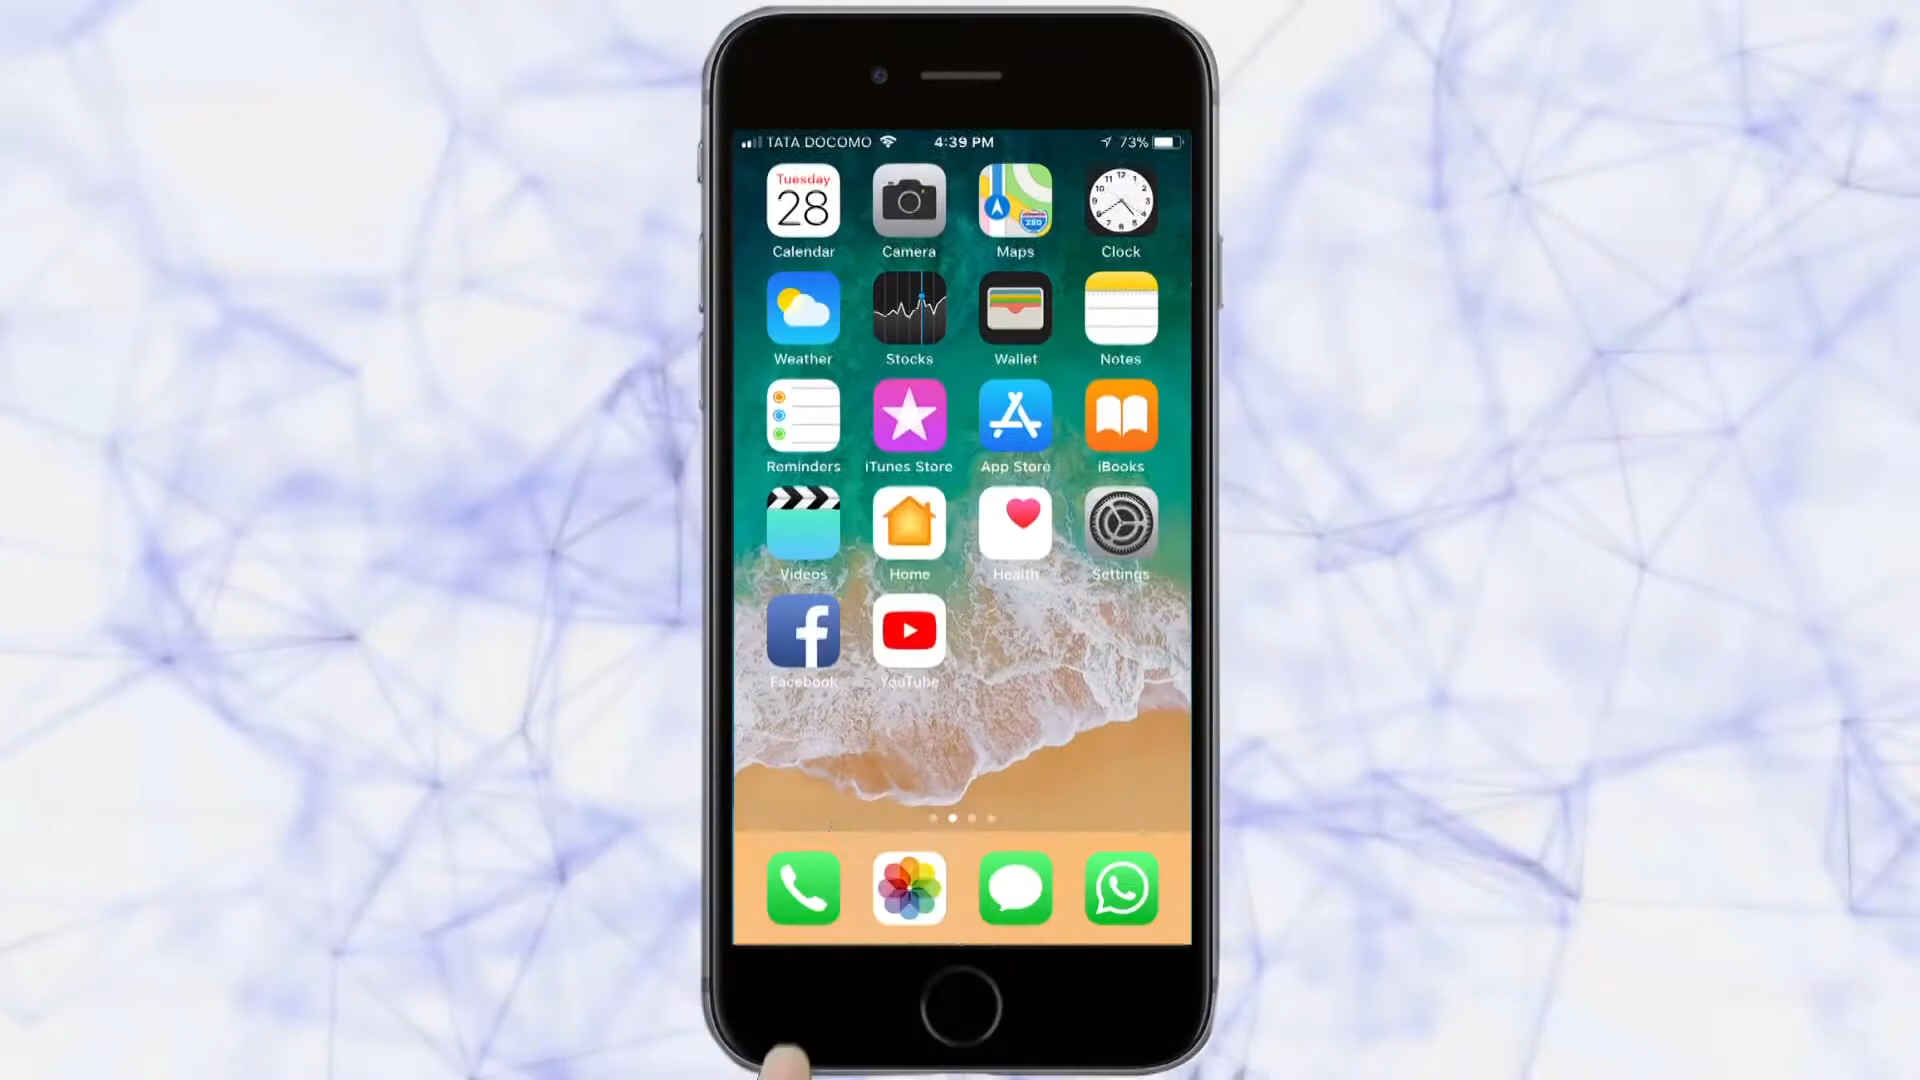 TATA DOCOMO 4:39 PM 73%
Tuesday
28
280
Calendar Camera Maps Clock
Weather Stocks Wallet Notes
Reminders iTunes Store App Store iBooks
Videos Home Health Settings
Facebook YouTube